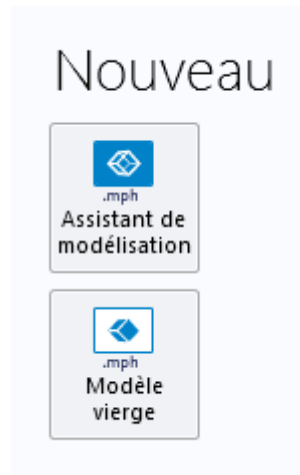 Nouveau
.mph
Assistant de
modélisation
.mph
Modèle
vierge